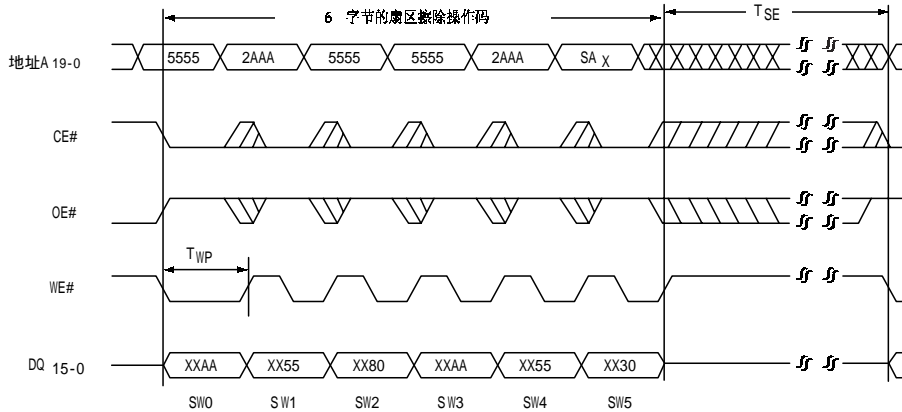 6 字节的扇区擦除操作码
T SE
地址A 19-0 5555 2AAA 5555 5555 2AAA SA X
CE#
OE#
T WP
WE#
DQ 15-0 XXAA XX55 XX80 XXAA XX55 XX30
SW0 SW1 SW2 SW3 SW4 SW5